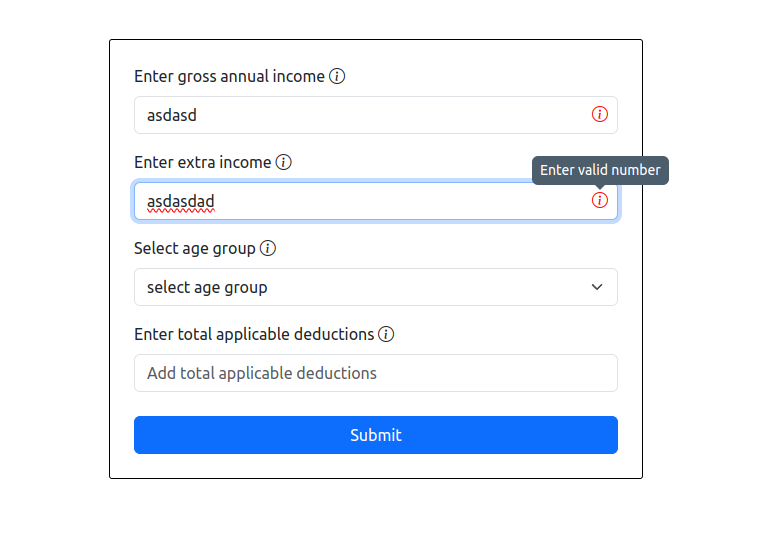 Enter gross annual income
asdasd
Enter valid number
Enter extra income
asdasdad
Select age group
select age group
Enter total applicable deductions
Add total applicable deductions
Submit